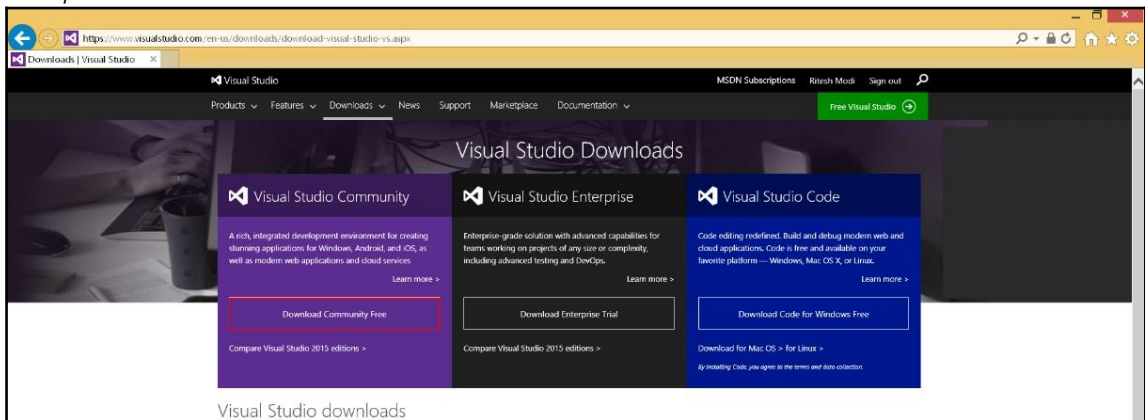 https://www.visualstudio.com/en-us/downloads/download-visual-studio-vs.aspx
Downloads | Visual Studio
Visual Studio
MSDN Subscriptions Ritesh Modi Sign out
Products Features Downloads News Support Marketplace Documentation
Free Visual Studio
Visual Studio Downloads
Visual Studio Community
A rich, integrated development environment for creating
stunning applications for Windows, Android, and iOS, as
well as modern web applications and cloud services
Learn more >
Download Community Free
Compare Visual Studio 2015 editions >
Visual Studio Enterprise
Enterprise-grade solution with advanced capabilities for
teams working on projects of any size or complexity,
including advanced testing and DevOps.
Learn more >
Download Enterprise Trial
Compare Visual Studio 2015 editions >
Visual Studio Code
Code editing redefined. Build and debug modern web and
cloud applications. Code is free and available on your
favorite platform — Windows, Mac OS X, or Linux.
Learn more >
Download Code for Windows Free
Download for Mac OS > for Linux >
By installing Code, you agree to the terms and data collection.
Visual Studio downloads